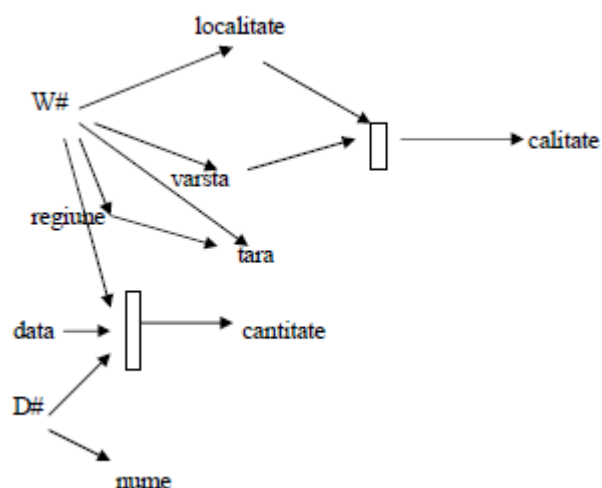 localitate
W#
calitate
varsta
regiune
tara
data
cantitate
D#
nume